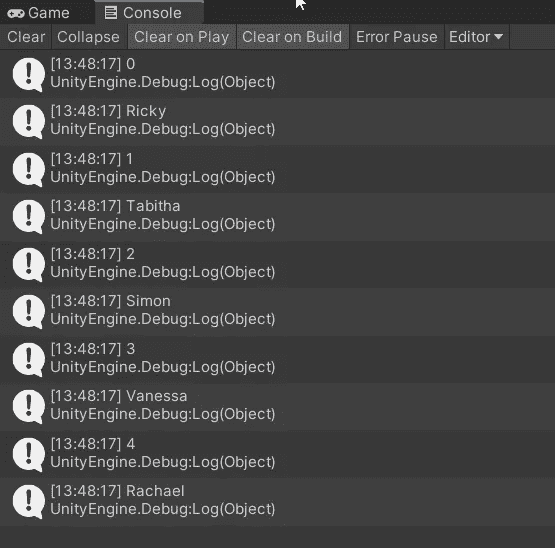 Game Console
Clear Collapse Clear on Play Clear on Build Error Pause Editor
[13:48:17] 0
UnityEngine.Debug:Log(Object)
[13:48:17] Ricky
UnityEngine.Debug:Log(Object)
[13:48:17] 1
UnityEngine.Debug:Log(Object)
[13:48:17] Tabitha
UnityEngine.Debug:Log(Object)
[13:48:17] 2
UnityEngine.Debug:Log(Object)
[13:48:17] Simon
UnityEngine.Debug:Log(Object)
[13:48:17] 3
UnityEngine.Debug:Log(Object)
[13:48:17] Vanessa
UnityEngine.Debug:Log(Object)
[13:48:17] 4
UnityEngine.Debug:Log(Object)
[13:48:17] Rachael
UnityEngine.Debug:Log(Object)